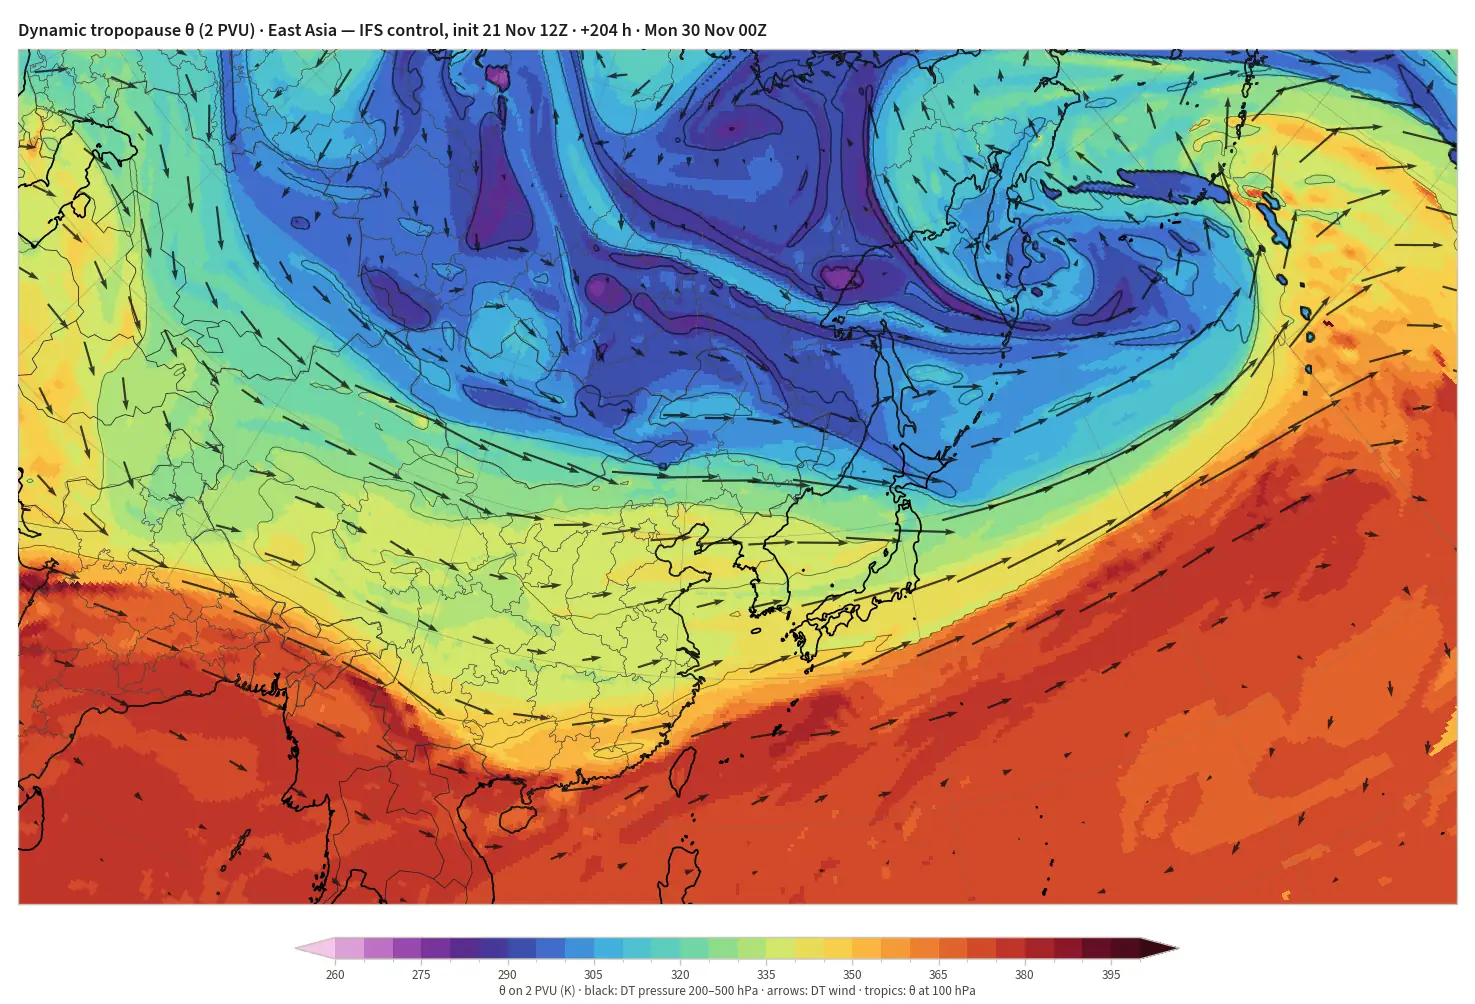 Dynamic tropopause θ (2 PVU) · East Asia — IFS control, init 21 Nov 12Z · +204 h · Mon 30 Nov 00Z
260 275 290 305 320 335 350 365 380 395
θ on 2 PVU (K) · black: DT pressure 200–500 hPa · arrows: DT wind · tropics: θ at 100 hPa